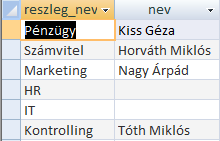 reszleg_nev nev
Pénzügy Kiss Géza
Számvitel Horváth Miklós
Marketing Nagy Árpád
HR
IT
Kontrolling Tóth Miklós